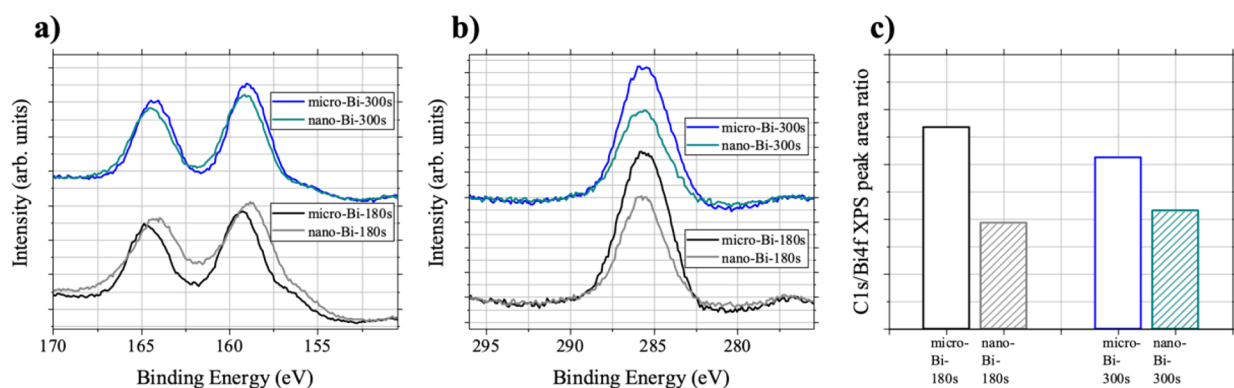 a)
Intensity (arb. units)
micro-Bi-300s
nano-Bi-300s
micro-Bi-180s
nano-Bi-180s
170
165
160
155
Binding Energy (eV)
b)
Intensity (arb. units)
micro-Bi-300s
nano-Bi-300s
micro-Bi-180s
nano-Bi-180s
295
290
285
280
Binding Energy (eV)
c)
C1s/Bi4f XPS peak area ratio
micro-
Bi-
180s
nano-
Bi-
180s
micro-
Bi-
300s
nano-
Bi-
300s